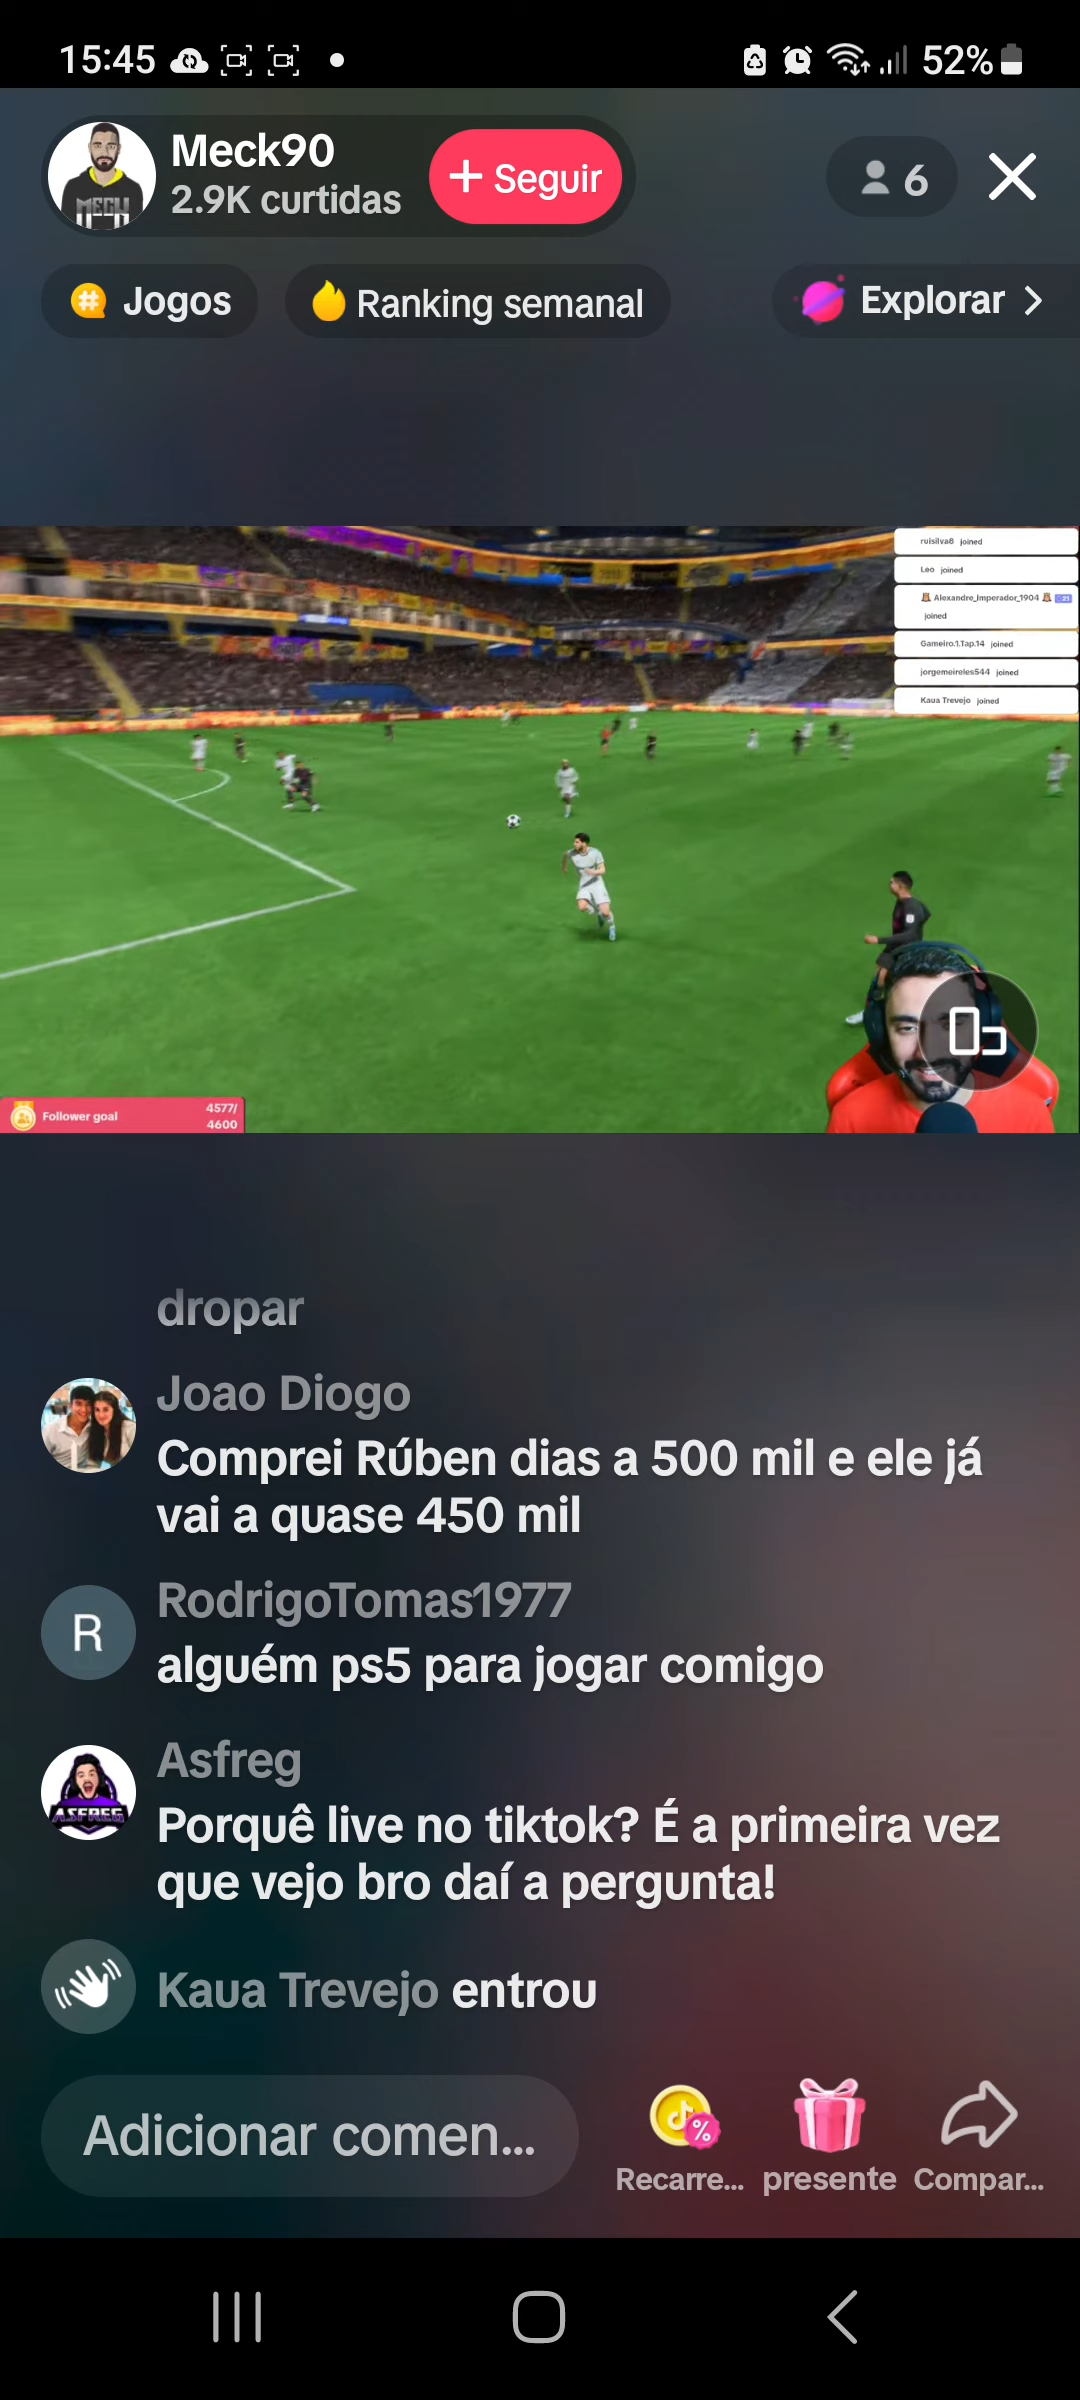 15:45
52%
Meck90
2.9K curtidas
+ Seguir
6
Jogos
Ranking semanal
Explorar
ruisilva8 joined
Leo joined
Alexandre_Imperador_1904
joined
Gameiro.1.Tap.14 joined
jorgemeireles544 joined
Kaua Trevejo joined
Follower goal
4577/
4600
dropar
Joao Diogo
Comprei Rúben dias a 500 mil e ele já
vai a quase 450 mil
R
RodrigoTomas1977
alguém ps5 para jogar comigo
ASFREG
Asfreg
Porquê live no tiktok? É a primeira vez
que vejo bro daí a pergunta!
Kaua Trevejo entrou
Adicionar comen...
Recarre...
presente
Compar...